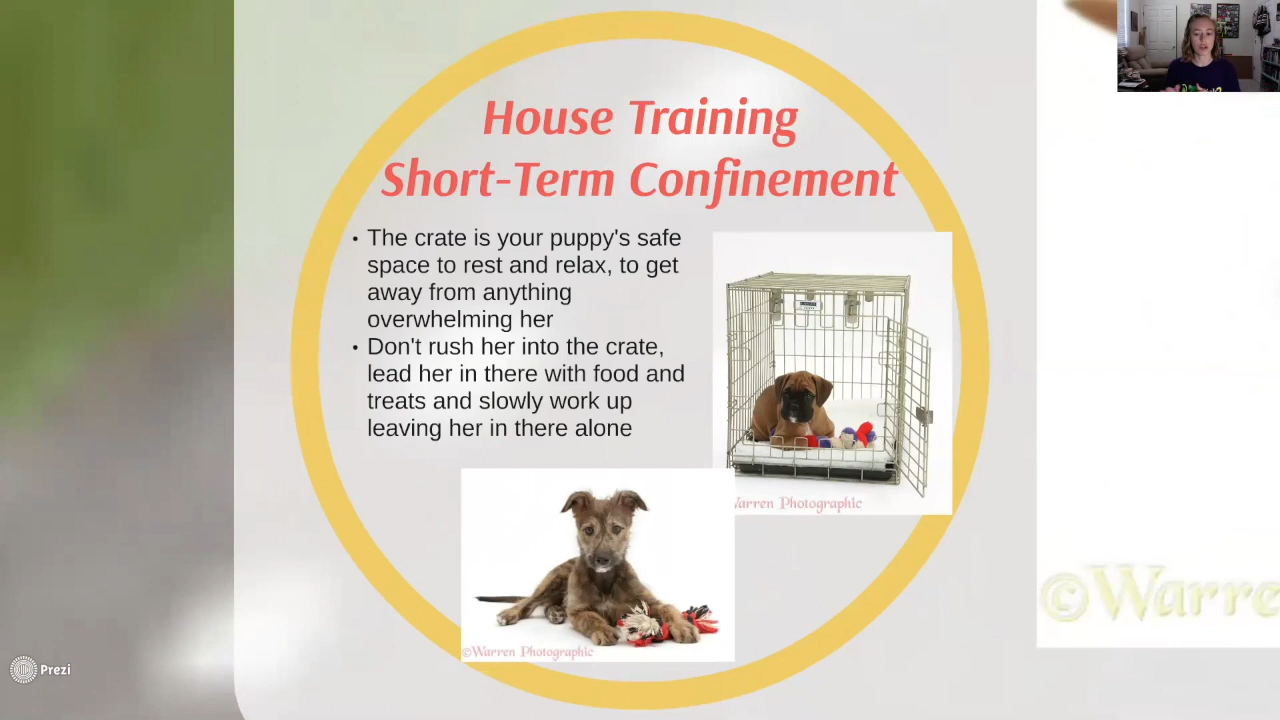 House Training
Short-Term Confinement
• The crate is your puppy's safe
space to rest and relax, to get
away from anything
overwhelming her
• Don't rush her into the crate,
lead her in there with food and
treats and slowly work up
leaving her in there alone
Warren Photographic
©Warren Photographic
©Warre
Prezi